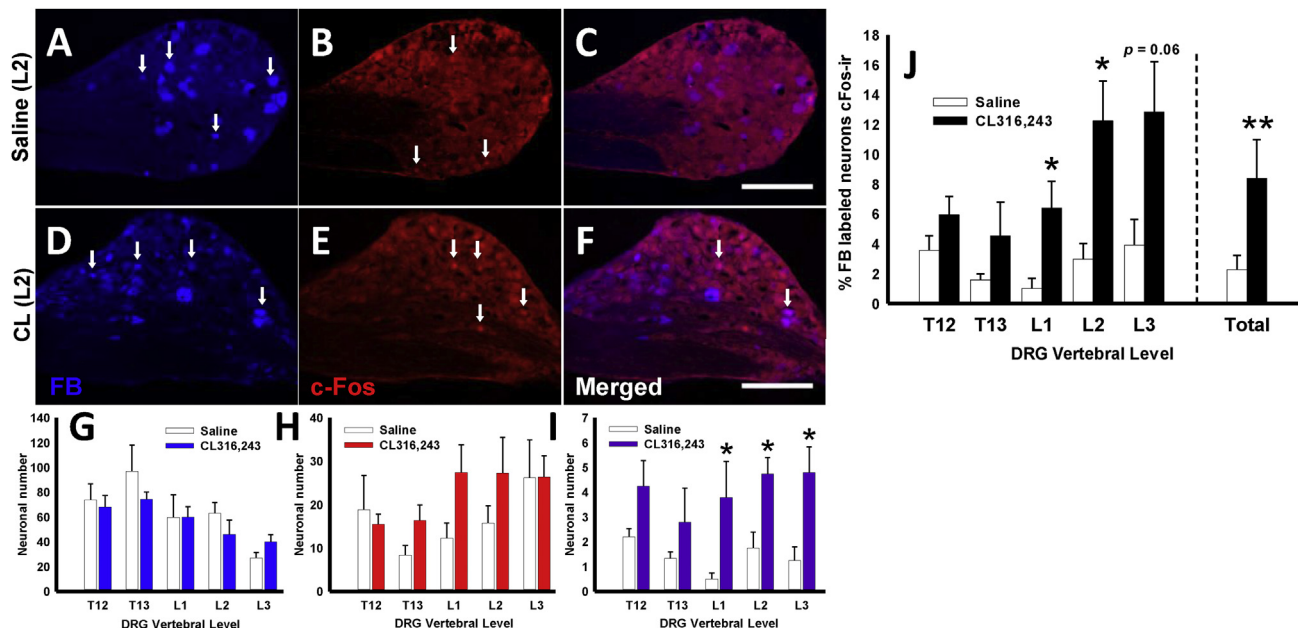 Saline (L2)
A
B
C
CL (L2)
D
E
F
FB
c-Fos
Merged
G
Saline
CL316,243
Neuronal number
140
120
100
80
60
40
20
0
T12 T13 L1 L2 L3
DRG Vertebral Level
H
Saline
CL316,243
Neuronal number
40
30
20
10
0
T12 T13 L1 L2 L3
DRG Vertebral Level
I
Saline
CL316,243
Neuronal number
7
6
5
4
3
2
1
0
* * *
T12 T13 L1 L2 L3
DRG Vertebral Level
J
Saline
CL316,243
% FB labeled neurons cFos-ir
18
16
14
12
10
8
6
4
2
0
* * p = 0.06 **
T12 T13 L1 L2 L3 Total
DRG Vertebral Level